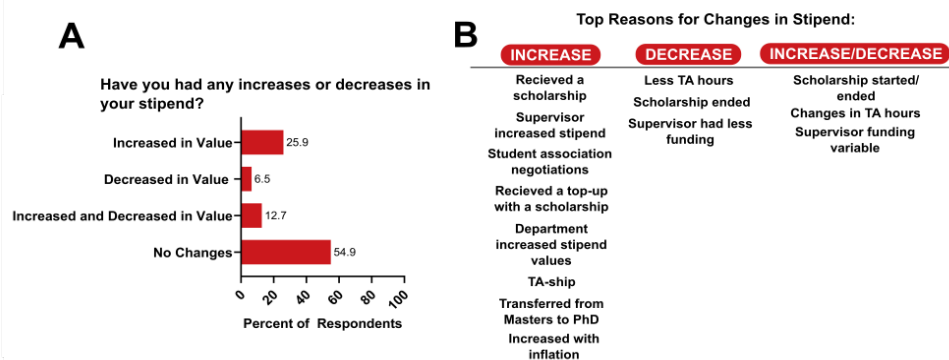 A
Have you had any increases or decreases in
your stipend?
Increased in Value
25.9
Decreased in Value
6.5
Increased and Decreased in Value
12.7
No Changes
54.9
0
20
40
60
80
100
Percent of Respondents
B
Top Reasons for Changes in Stipend:
INCREASE
Recieved a
scholarship
Supervisor
increased stipend
Student association
negotiations
Recieved a top-up
with a scholarship
Department
increased stipend
values
TA-ship
Transferred from
Masters to PhD
Increased with
inflation
DECREASE
Less TA hours
Scholarship ended
Supervisor had less
funding
INCREASE/DECREASE
Scholarship started/
ended
Changes in TA hours
Supervisor funding
variable